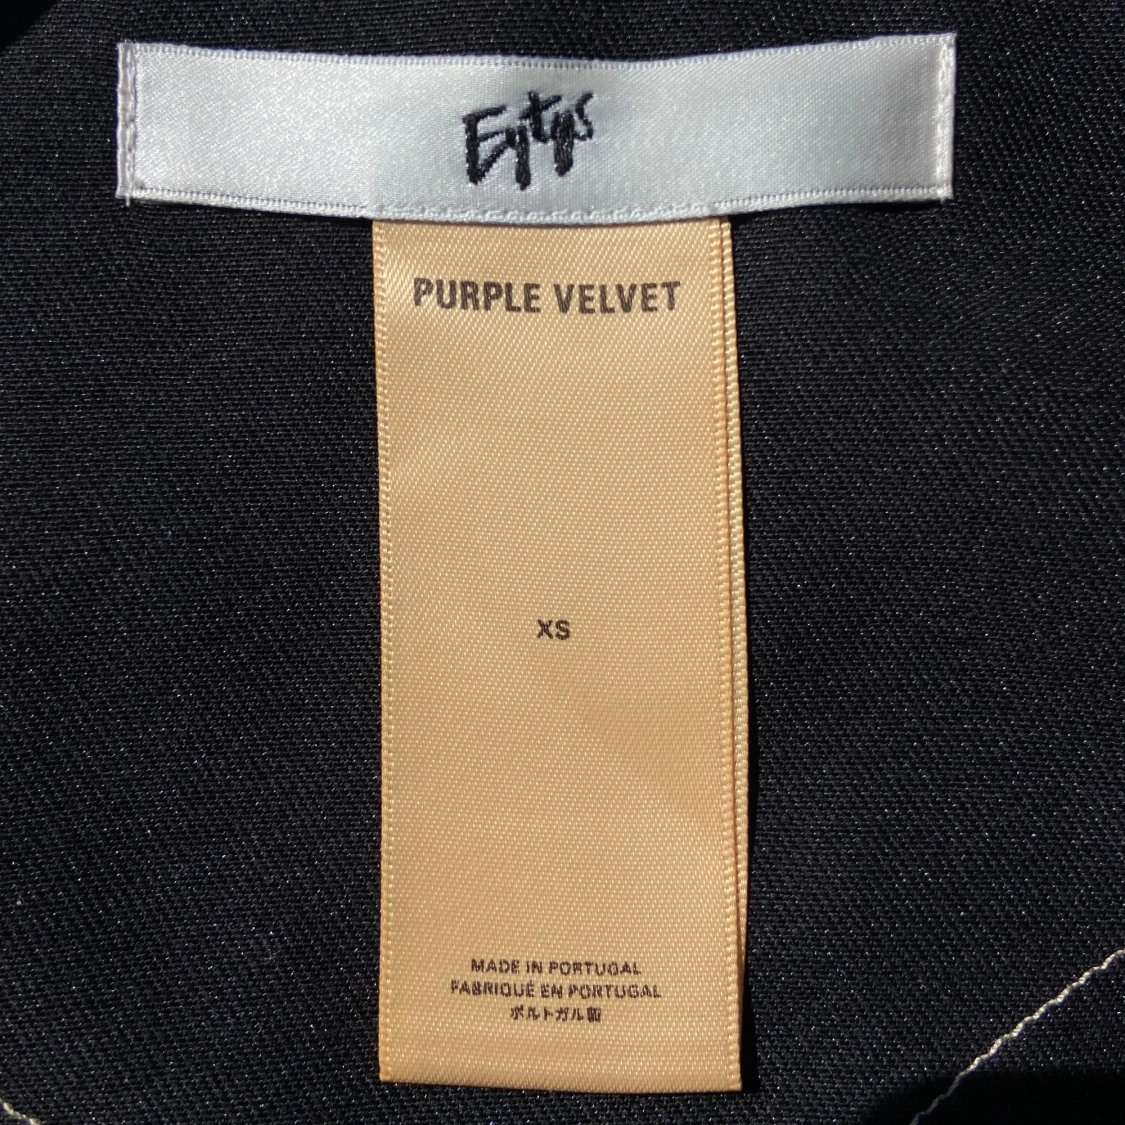 Eytys
PURPLE VELVET
XS
MADE IN PORTUGAL
FABRIQUÉ EN PORTUGAL
ポルトガル製